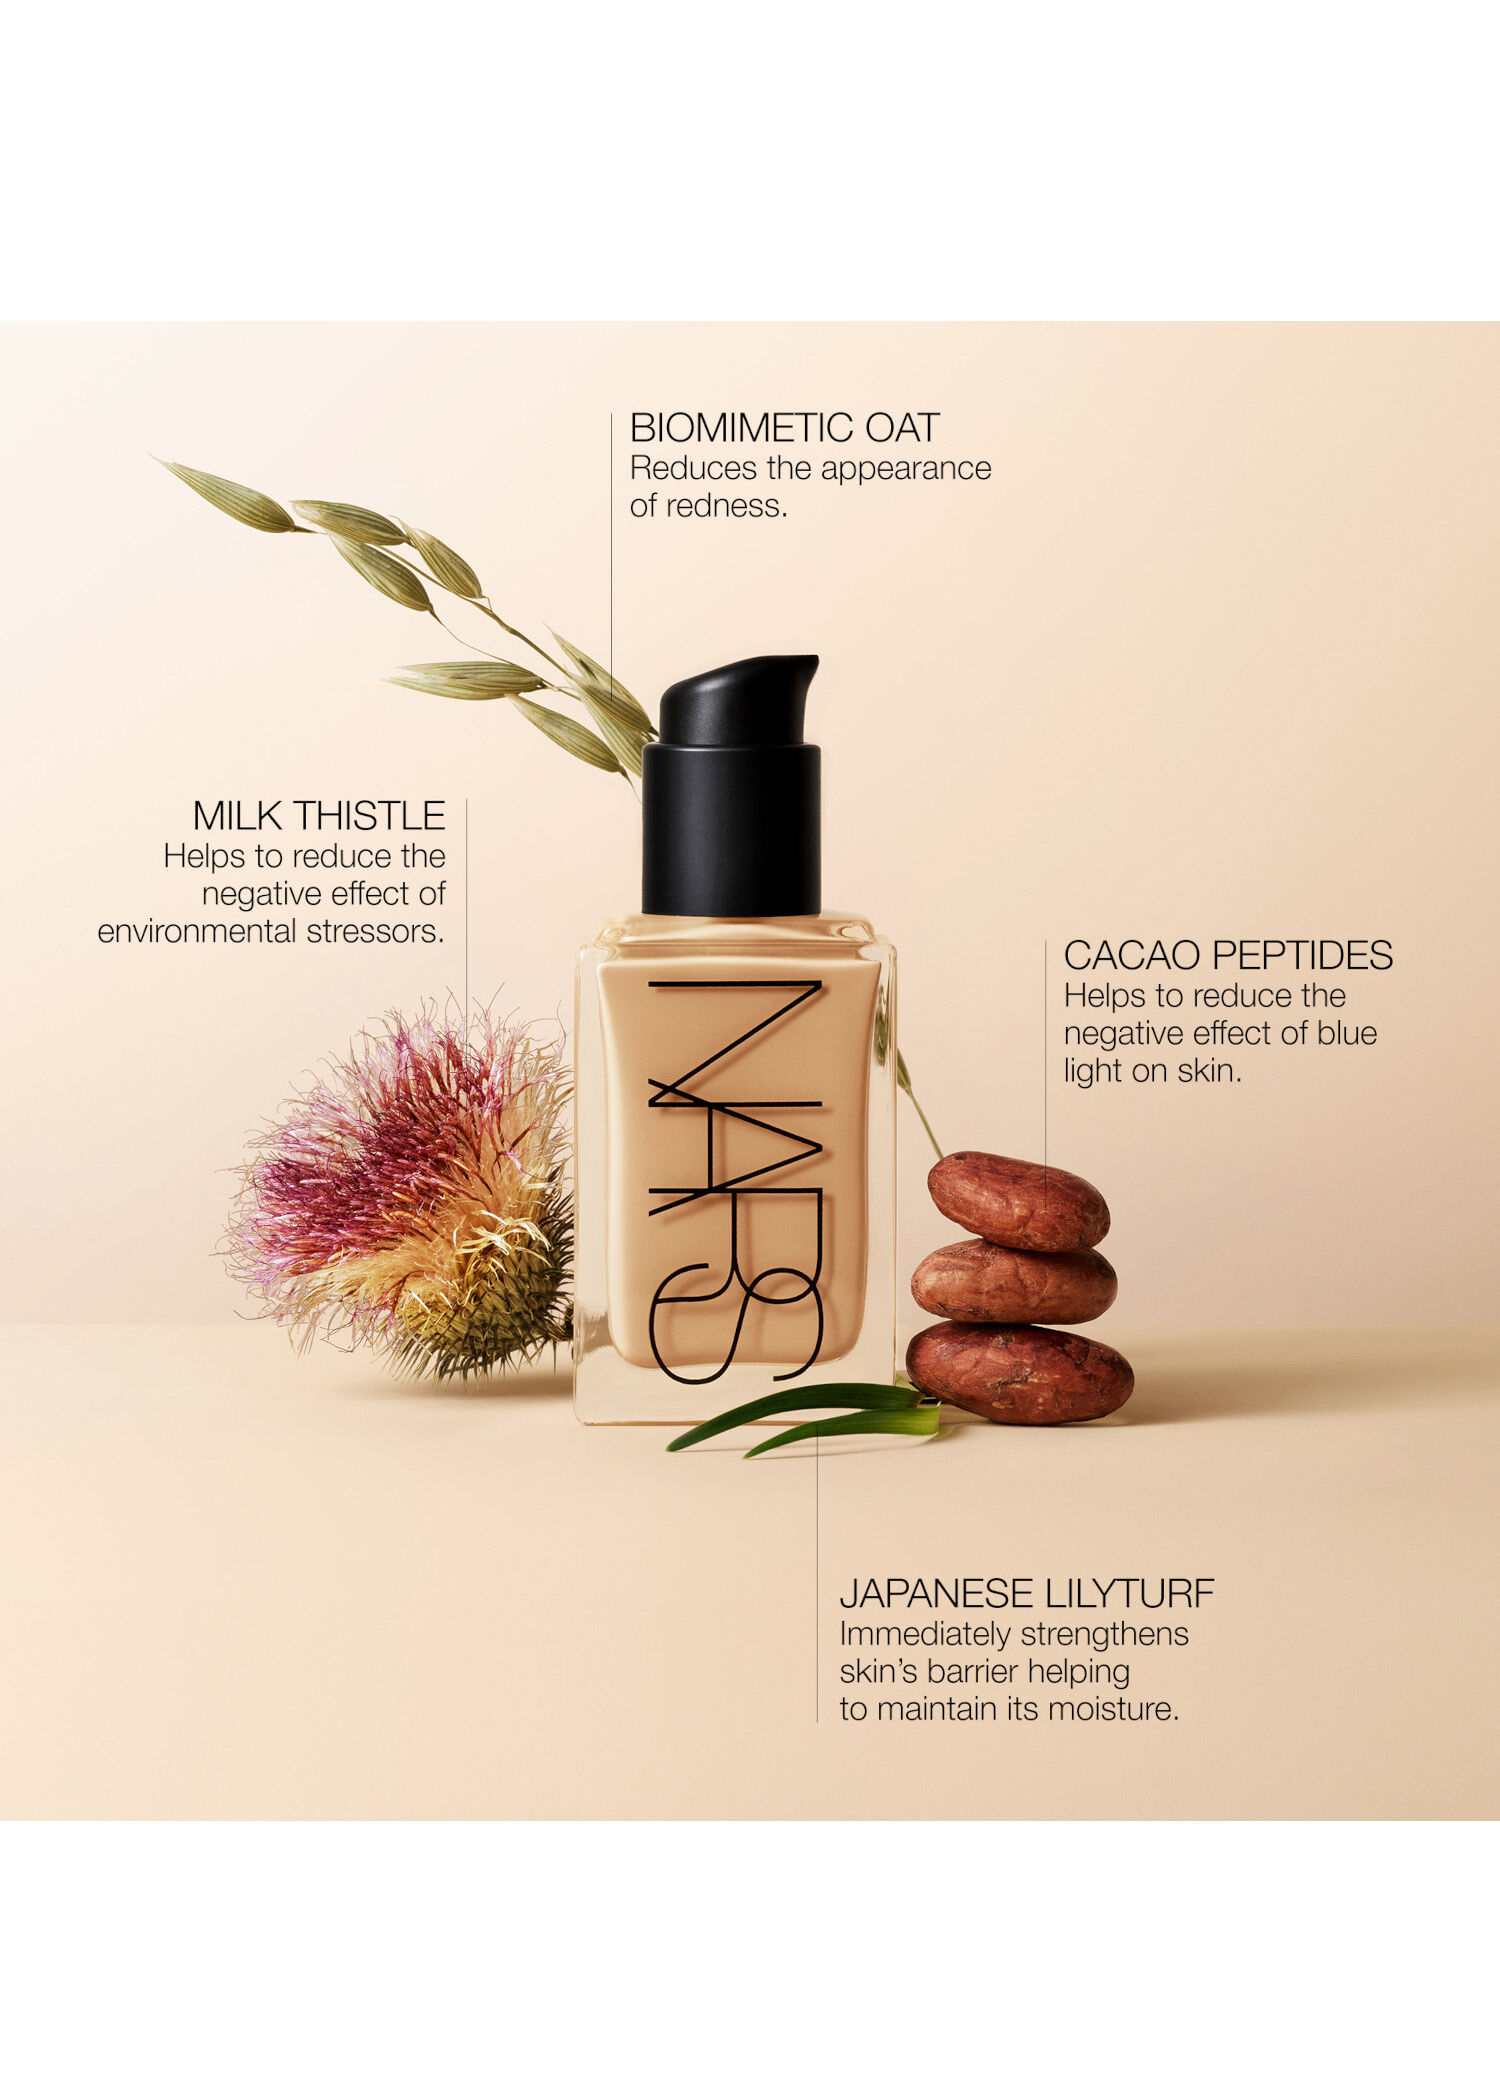 BIOMIMETIC OAT
Reduces the appearance
of redness.
MILK THISTLE
Helps to reduce the
negative effect of
environmental stressors.
CACAO PEPTIDES
Helps to reduce the
negative effect of blue
light on skin.
NARS
JAPANESE LILYTURF
Immediately strengthens
skin’s barrier helping
to maintain its moisture.